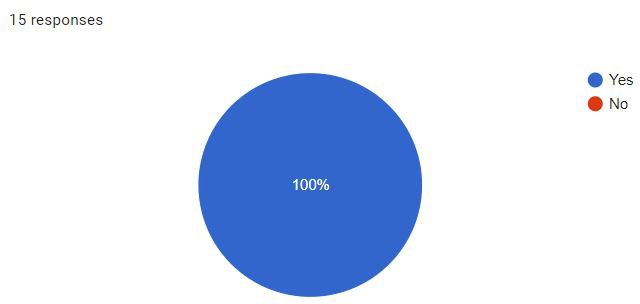 15 responses
Yes
No
100%